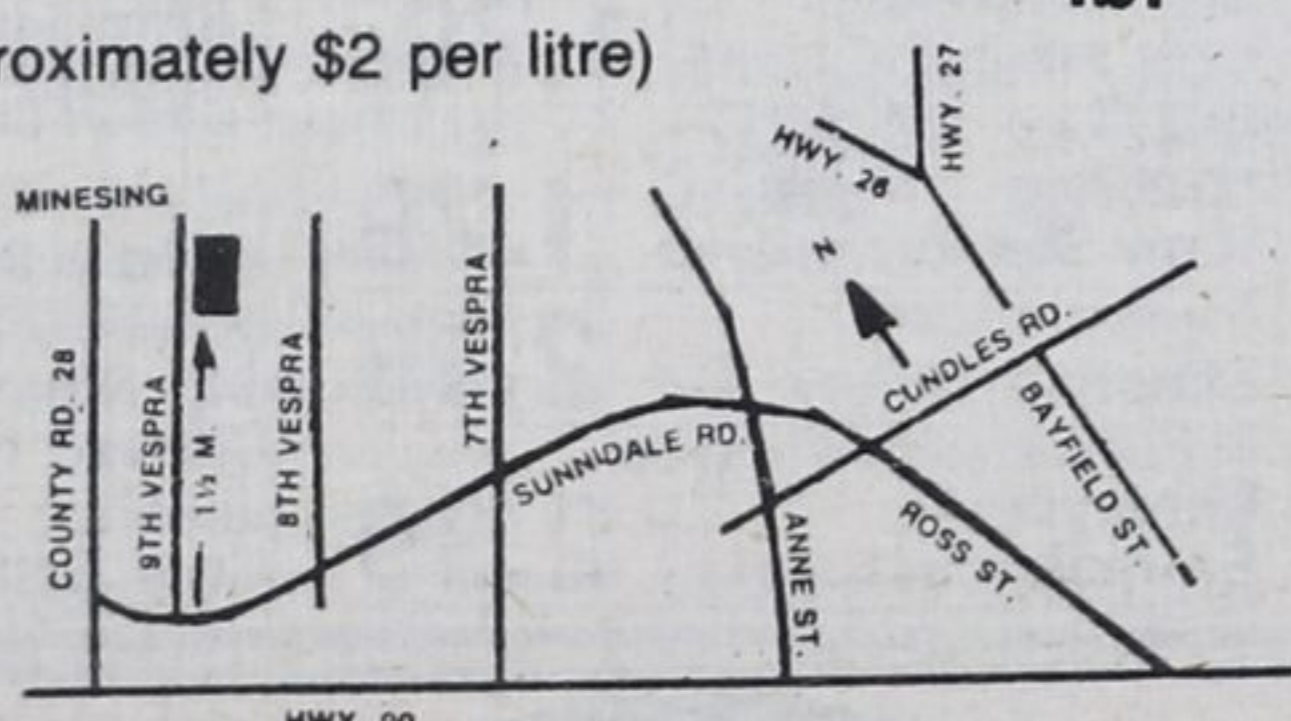 roximately $2 per litre)
HWY. 27
HWY. 26
MINESING
N
COUNTY RD. 28
9TH VESPRA
1½ M
8TH VESPRA
7TH VESPRA
SUNNIDALE RD.
CUNDLES RD.
BAYFIELD ST.
ROSS ST.
ANNE ST.
HWY.